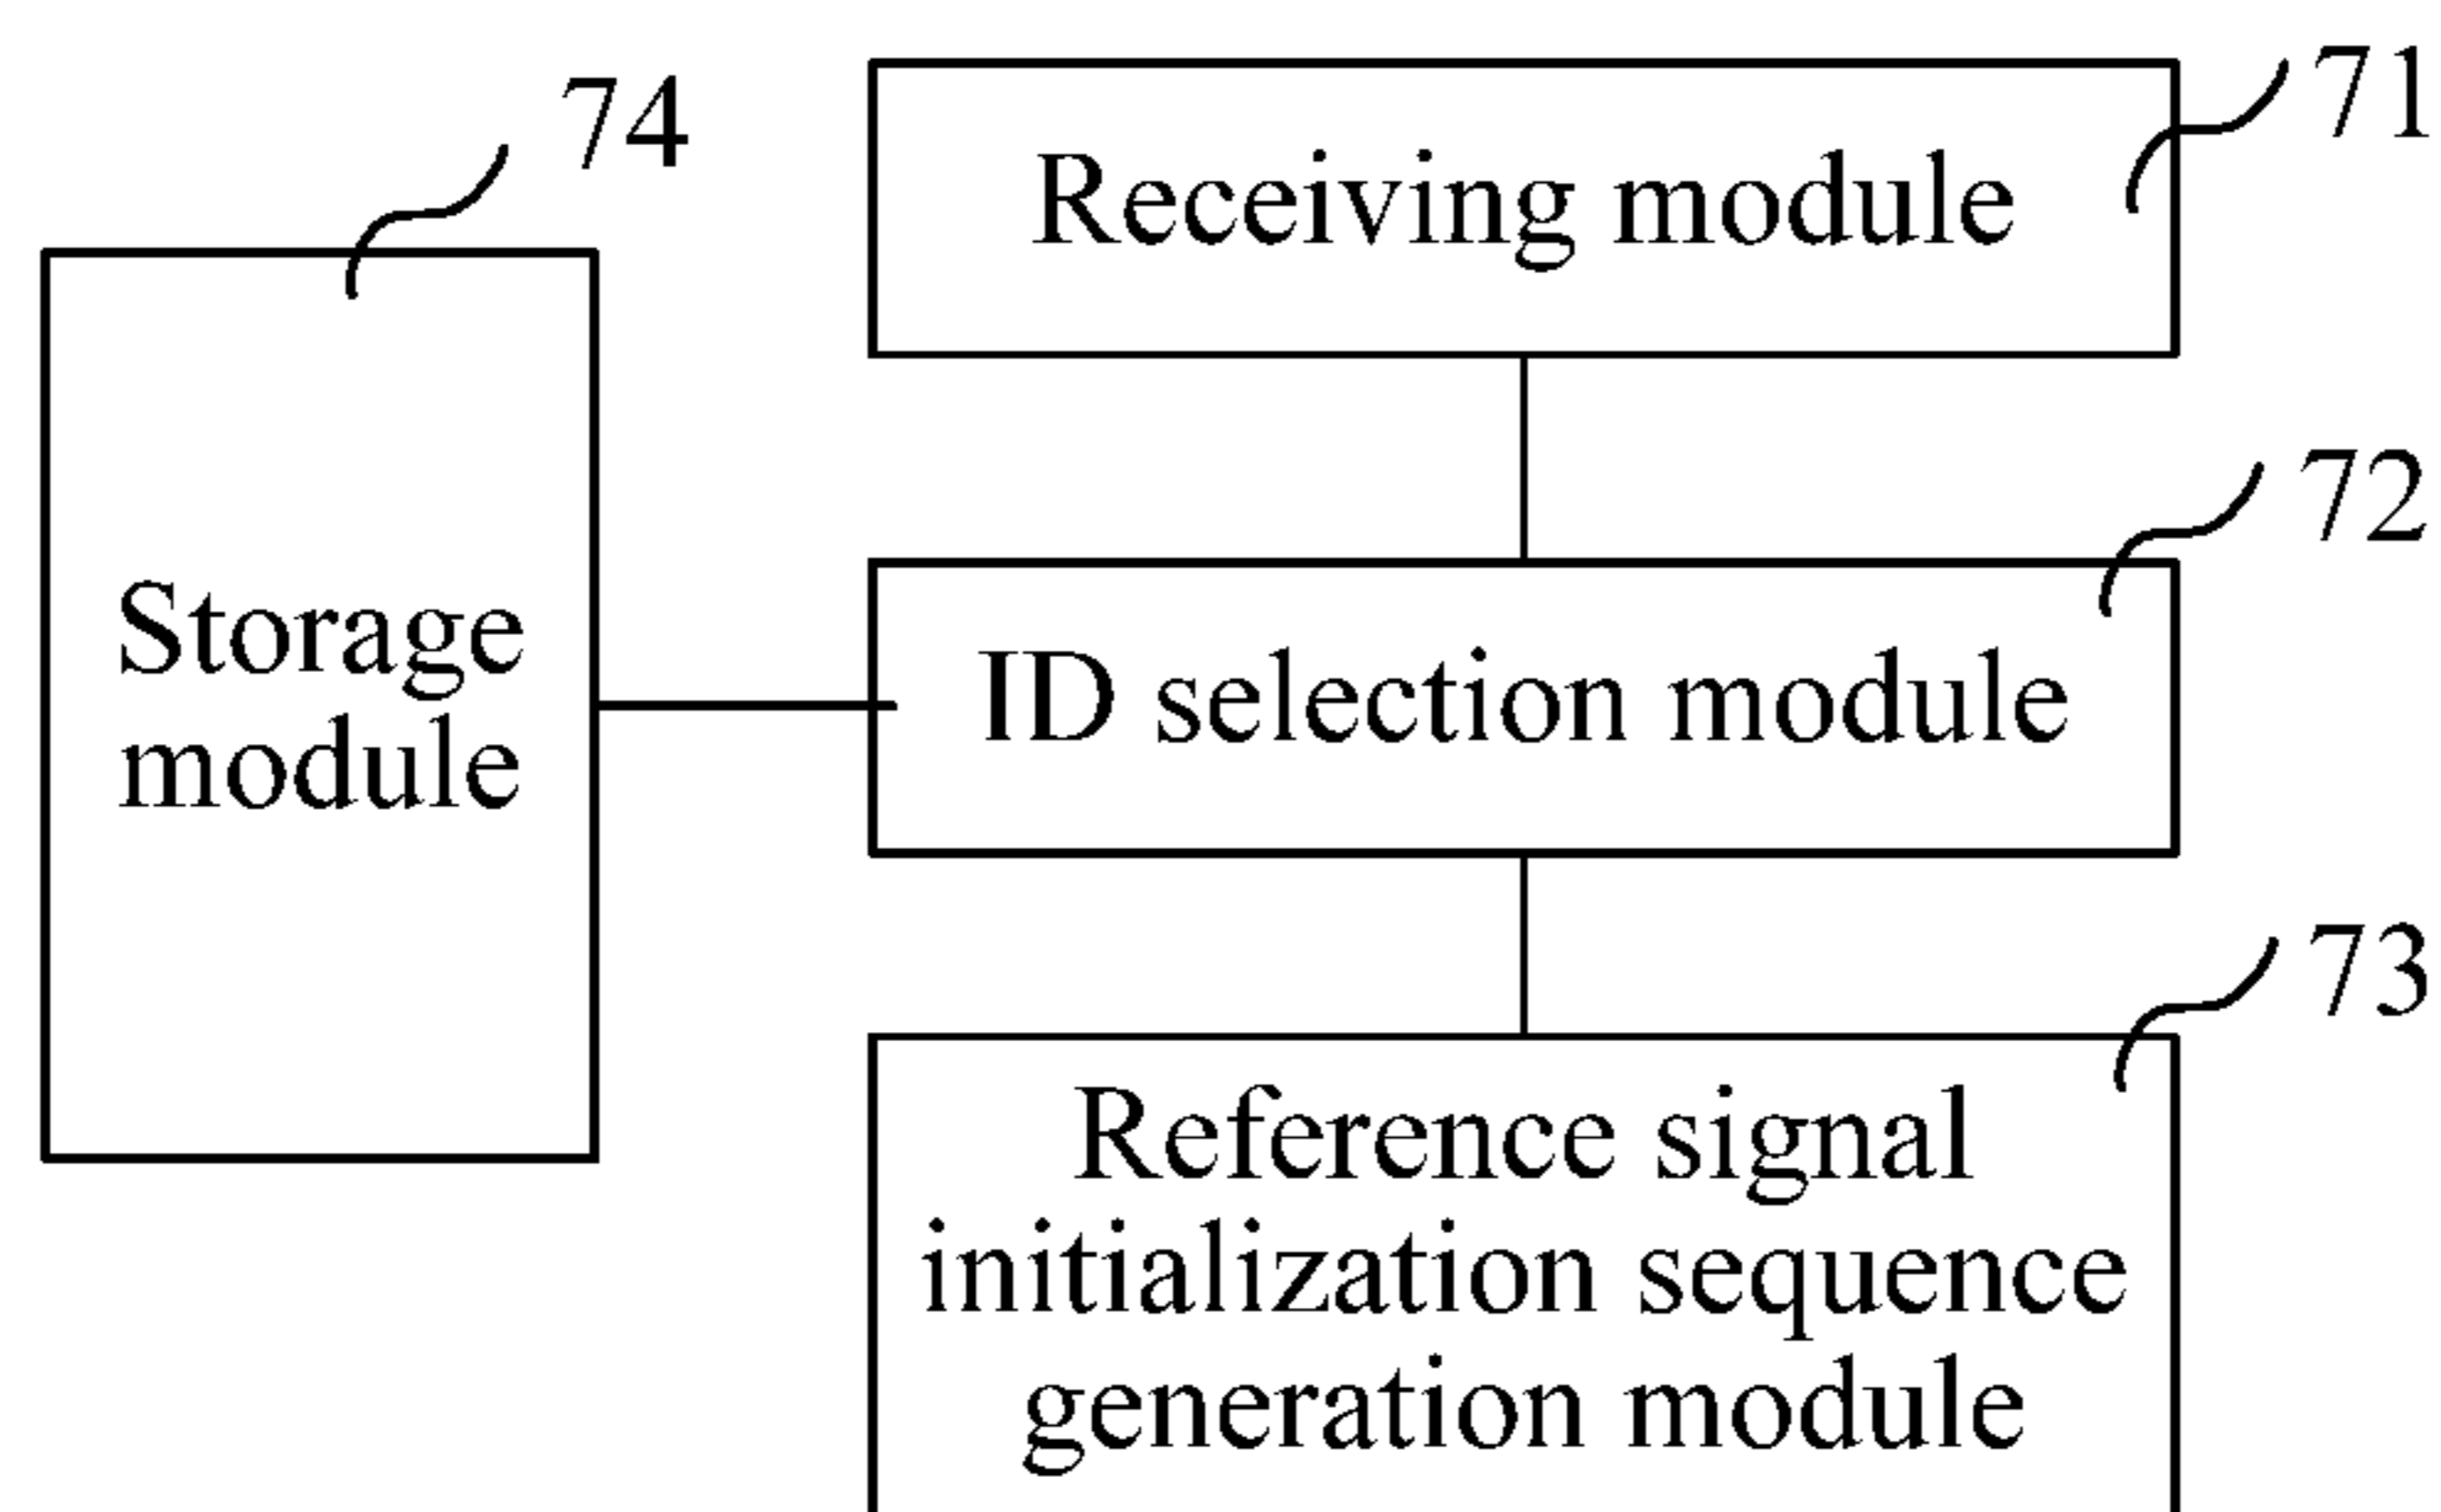 71
Receiving module
74
72
ID selection module
Storage
module
73
Reference signal
initialization sequence
generation module